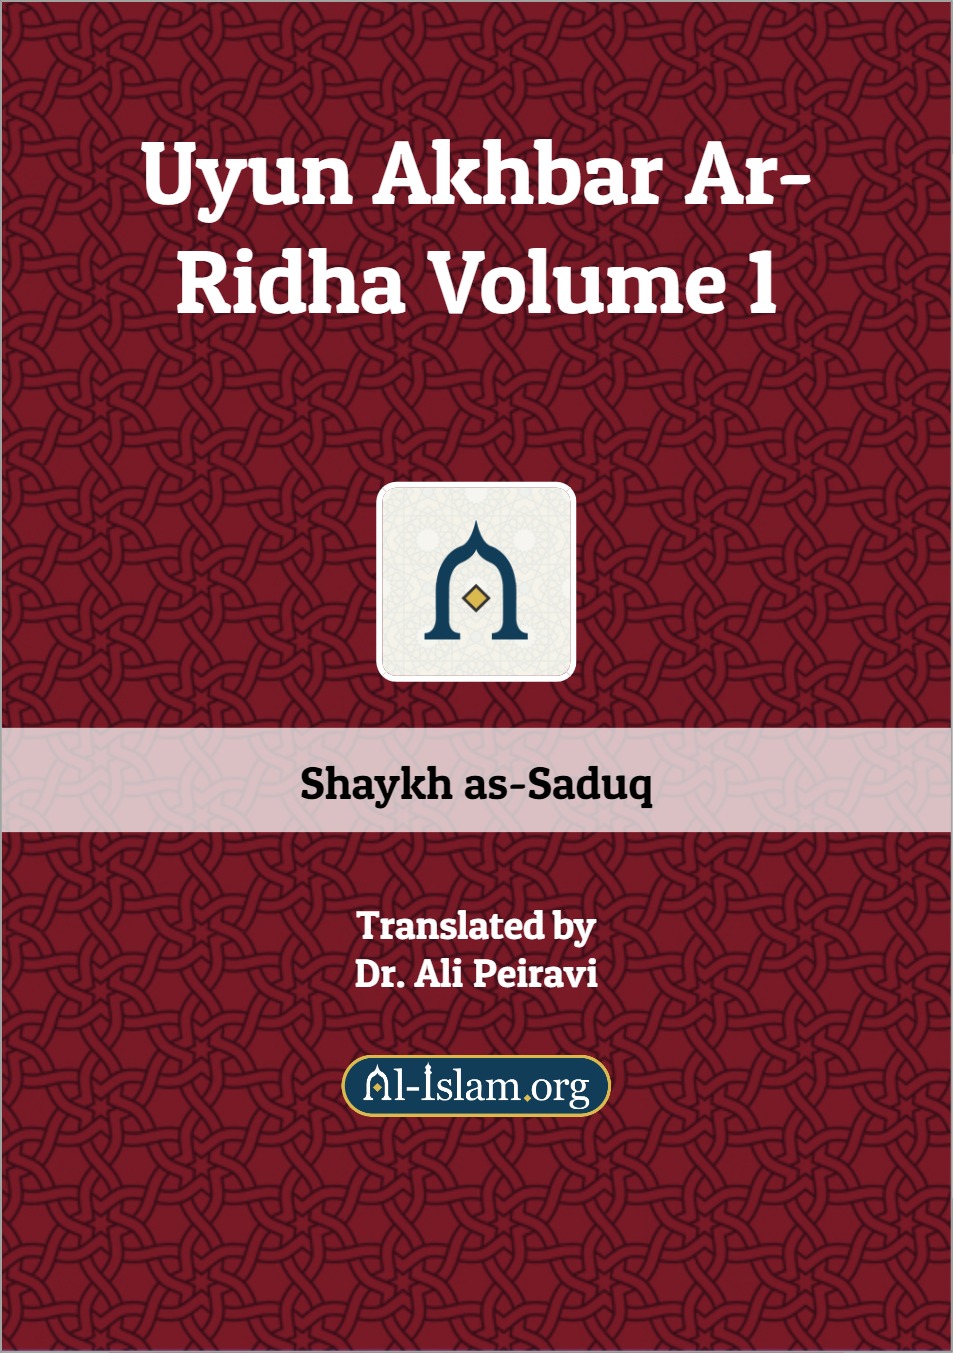 Uyun Akhbar Ar-
Ridha Volume 1
Shaykh as-Saduq
Translated by
Dr. Ali Peiravi
Al-Islam.org